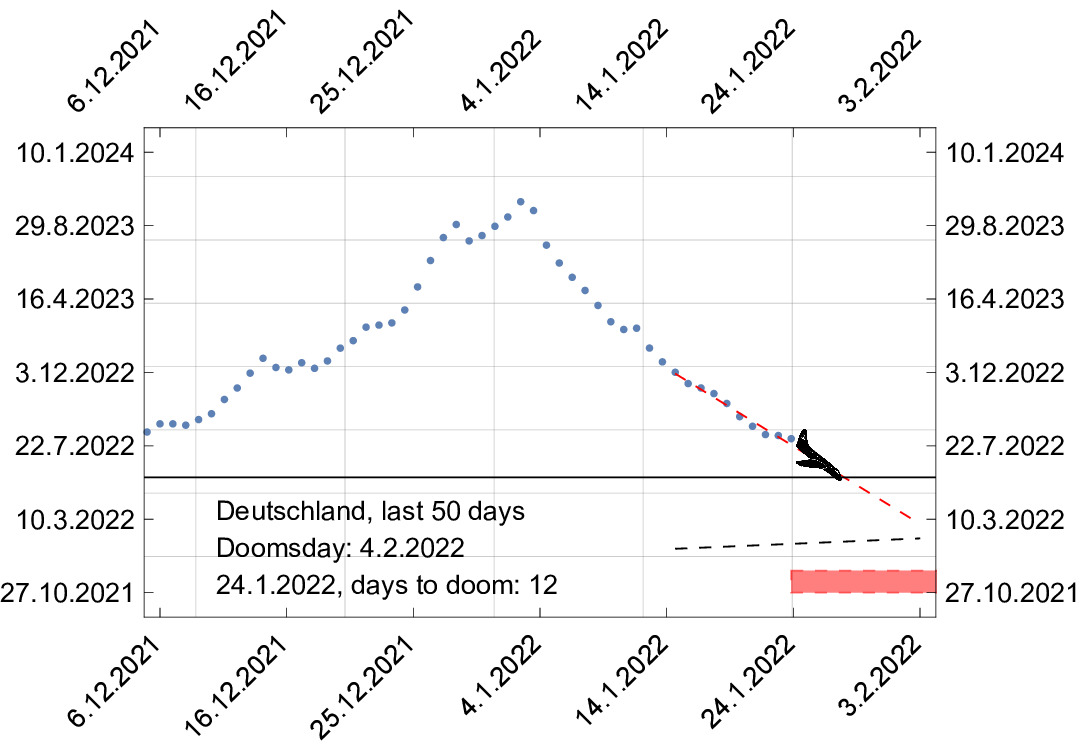 6.12.2021 16.12.2021 25.12.2021 4.1.2022 14.1.2022 24.1.2022 3.2.2022
10.1.2024 10.1.2024
29.8.2023 29.8.2023
16.4.2023 16.4.2023
3.12.2022 3.12.2022
22.7.2022 22.7.2022
10.3.2022 10.3.2022
27.10.2021 27.10.2021
Deutschland, last 50 days
Doomsday: 4.2.2022
24.1.2022, days to doom: 12
6.12.2021 16.12.2021 25.12.2021 4.1.2022 14.1.2022 24.1.2022 3.2.2022